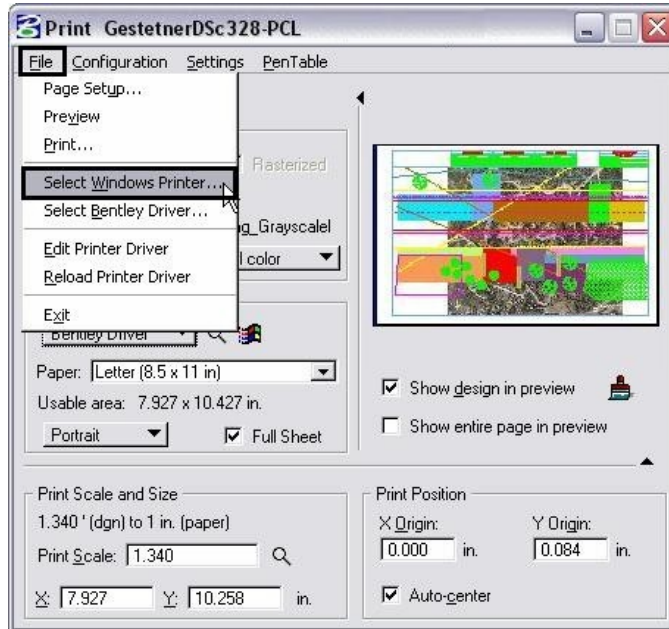 Print GestetnerDSc328-PCL
File Configuration Settings PenTable
Page Setup...
Preview
Print...
Select Windows Printer...
Select Bentley Driver...
Edit Printer Driver
Reload Printer Driver
Exit
Rasterized
g_Grayscalel
l color
Bentley Driver
Paper: Letter (8.5 x 11 in)
Usable area: 7.927 x 10.427 in.
Portrait Full Sheet
Show design in preview
Show entire page in preview
Print Scale and Size
1.340 ' (dgn) to 1 in. (paper)
Print Scale: 1.340
X: 7.927 Y: 10.258 in.
Print Position
X Origin: Y Origin:
0.000 in. 0.084 in.
Auto-center